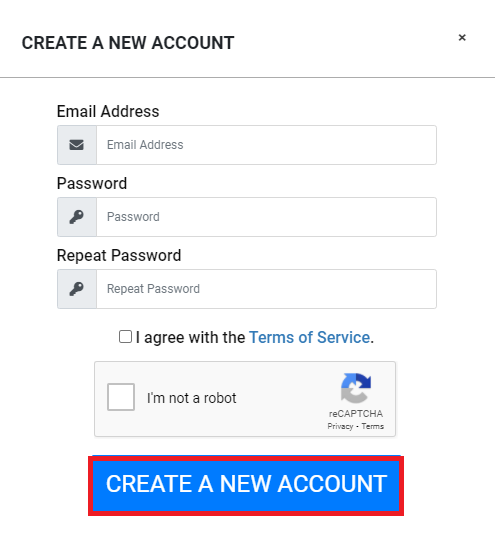 CREATE A NEW ACCOUNT ×
Email Address
Email Address
Password
Password
Repeat Password
Repeat Password
I agree with the Terms of Service.
I'm not a robot
reCAPTCHA
Privacy - Terms
CREATE A NEW ACCOUNT